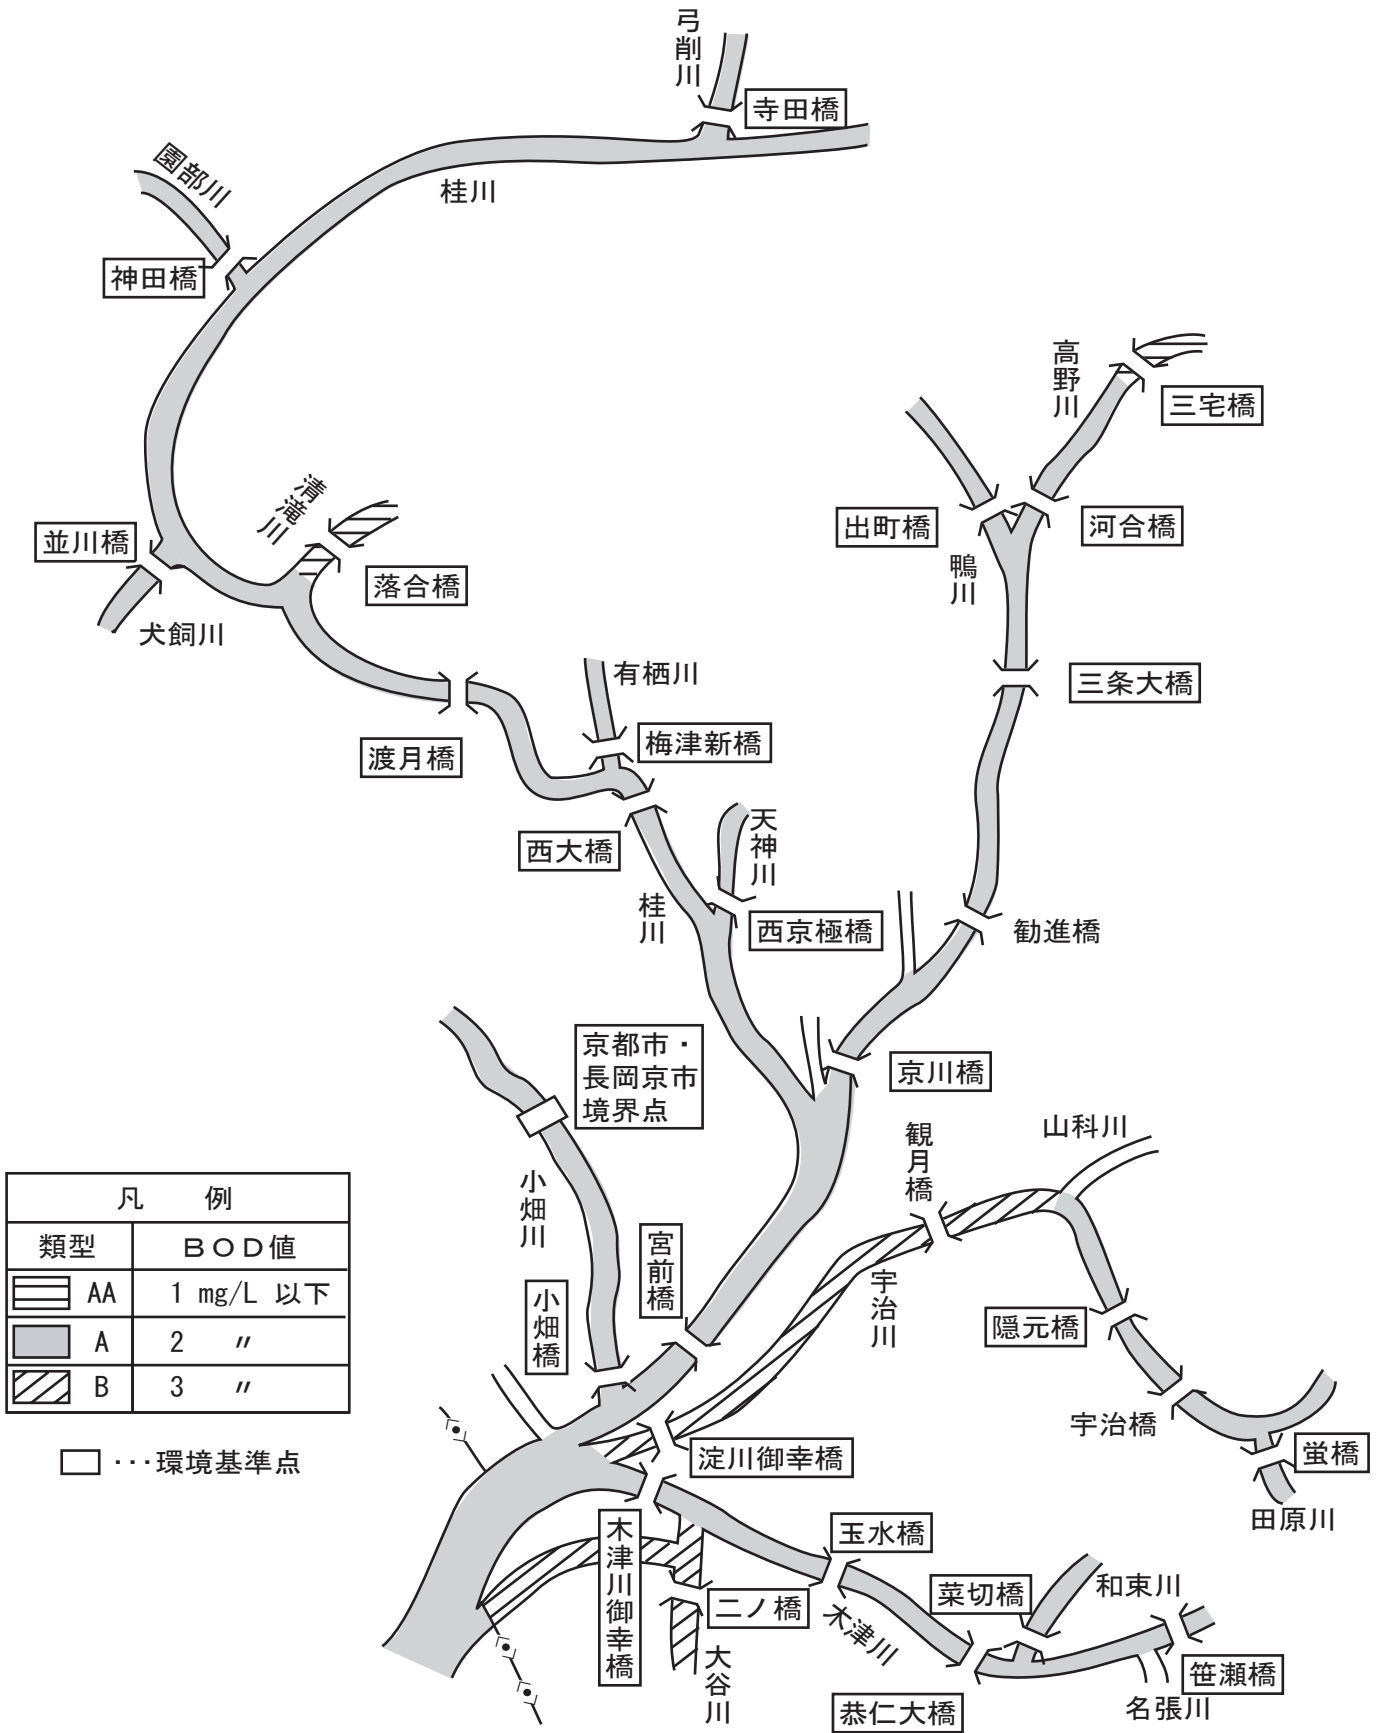 弓削川
寺田橋
園部川
桂川
神田橋
高野川
三宅橋
清滝川
並川橋
出町橋
河合橋
鴨川
落合橋
犬飼川
有栖川
三条大橋
梅津新橋
渡月橋
天神川
西大橋
桂川
西京極橋
勧進橋
京都市・
長岡京市
境界点
京川橋
観月橋
山科川
小畑川
宮前橋
宇治川
小畑橋
隠元橋
凡 例
類型 BOD値
AA 1 mg/L 以下
A 2 〃
B 3 〃
宇治橋
淀川御幸橋
蛍橋
□ ・・・環境基準点
田原川
木津川御幸橋
玉水橋
菜切橋
和束川
二ノ橋
木津川
大谷川
笹瀬橋
名張川
恭仁大橋